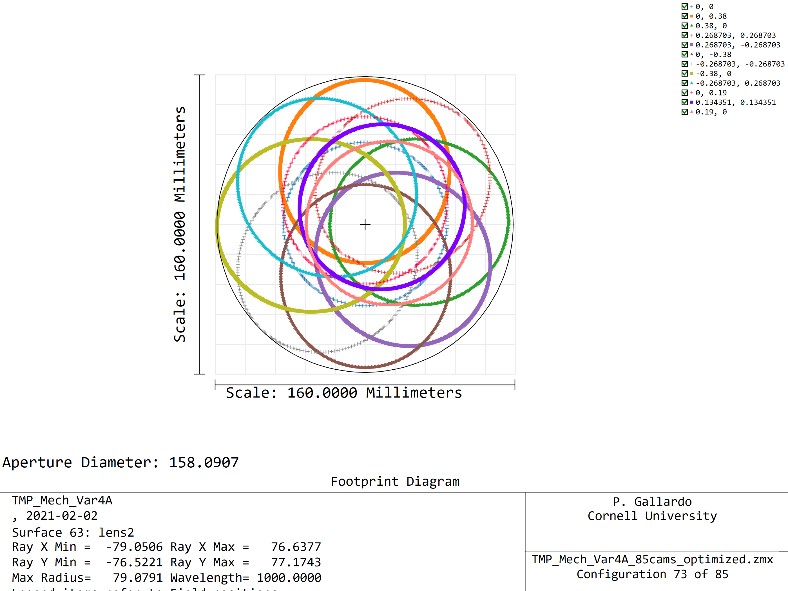 0, 0
0, 0.38
0.38, 0
0.268703, 0.268703
0.268703, -0.268703
0, -0.38
-0.268703, -0.268703
-0.38, 0
-0.268703, 0.268703
0, 0.19
0.134351, 0.134351
0.19, 0
Scale: 160.0000 Millimeters
Scale: 160.0000 Millimeters
Aperture Diameter: 158.0907
Footprint Diagram
TMP_Mech_Var4A
, 2021-02-02
Surface 63: lens2
Ray X Min = -79.0506 Ray X Max = 76.6377
Ray Y Min = -76.5221 Ray Y Max = 77.1743
Max Radius= 79.0791 Wavelength= 1000.0000
P. Gallardo
Cornell University
TMP_Mech_Var4A_85cams_optimized.zmx
Configuration 73 of 85